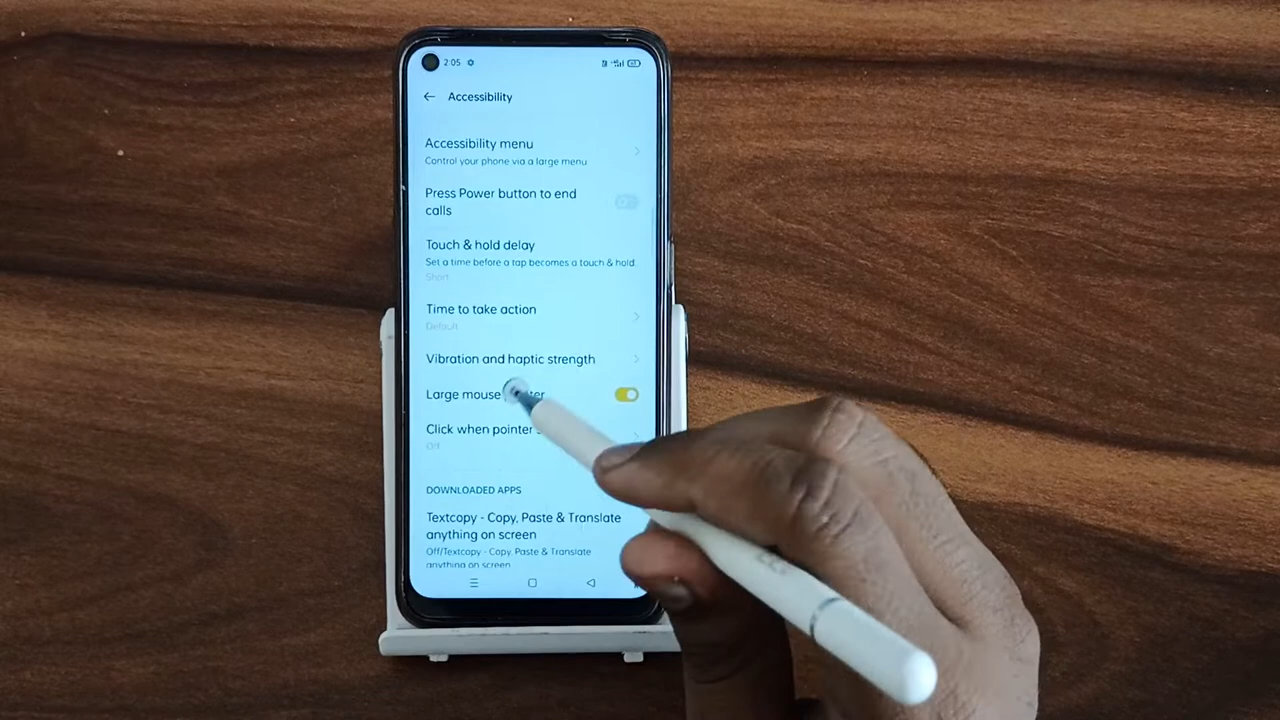 2:05
Accessibility
Accessibility menu
Control your phone via a large menu
Press Power button to end
calls
Touch & hold delay
Set a time before a tap becomes a touch & hold.
Short
Time to take action
Default
Vibration and haptic strength
Large mouse
Click when pointer
Off
DOWNLOADED APPS
Textcopy - Copy, Paste & Translate
anything on screen
Off/Textcopy - Copy, Paste & Translate
anything on screen